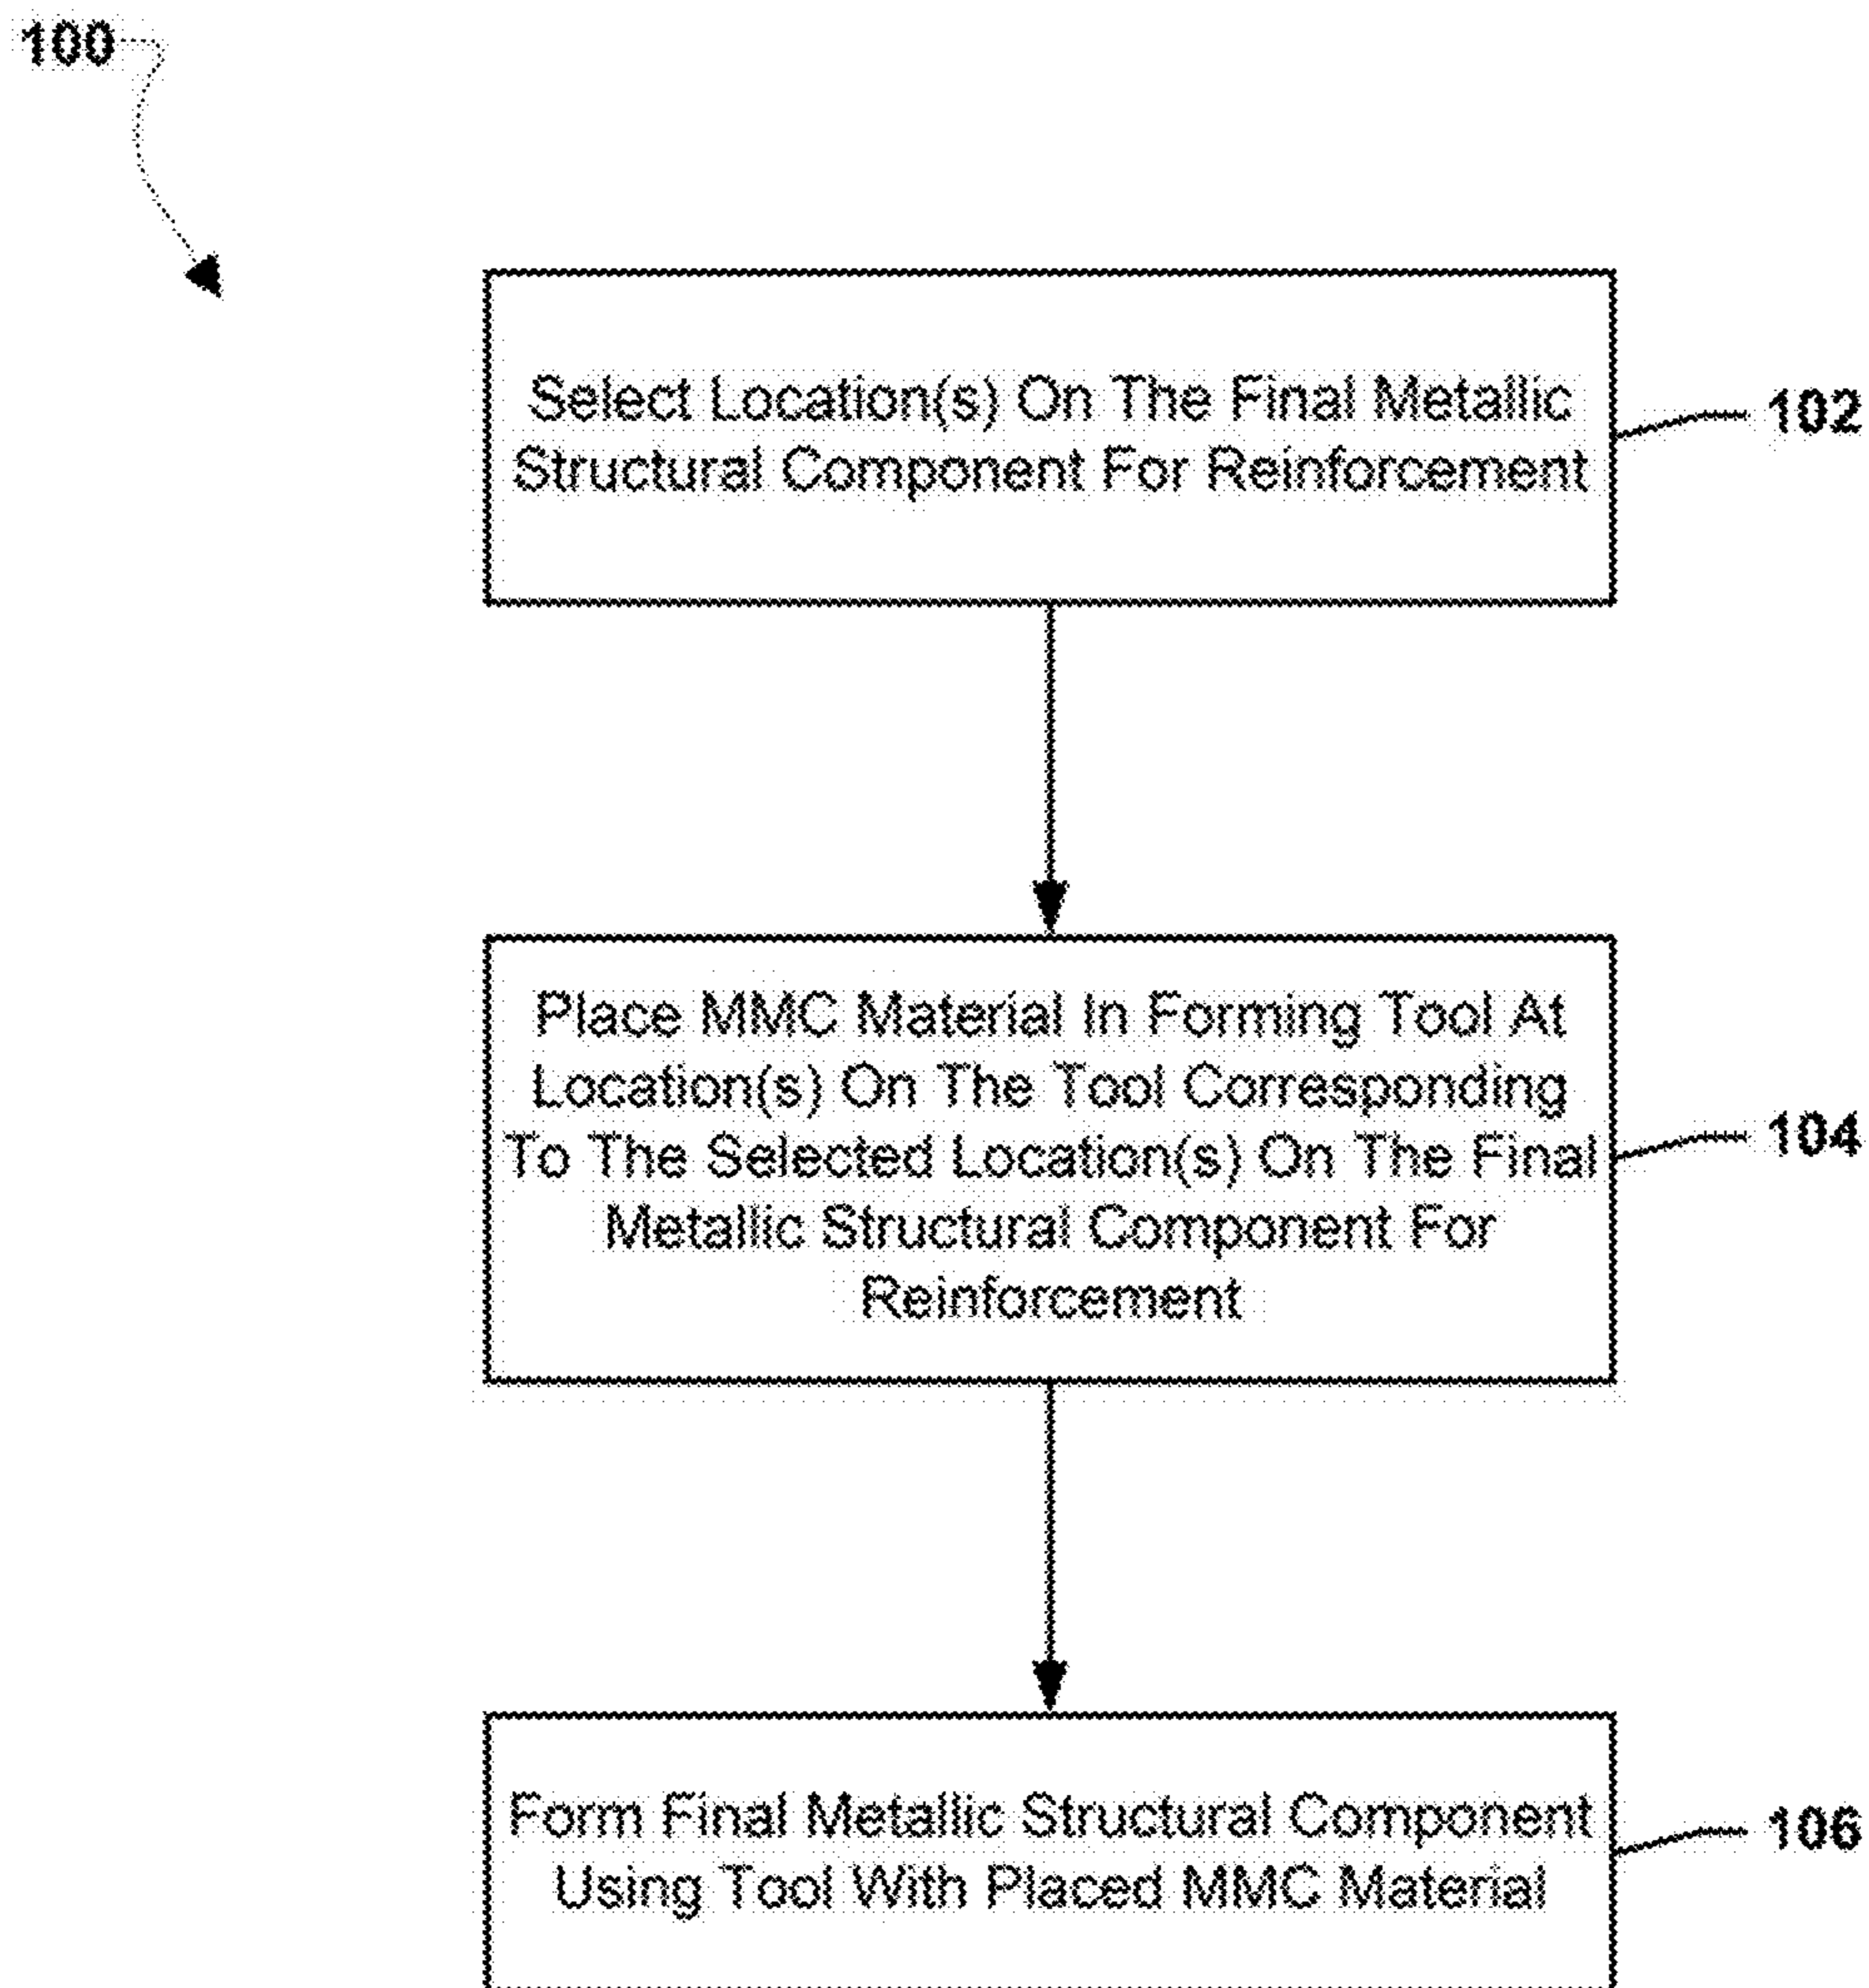 100
Select Location(s) On The Final Metallic
Structural Component For Reinforcement
102
Place MMC Material In Forming Tool At
Location(s) On The Tool Corresponding
To The Selected Location(s) On The Final
Metallic Structural Component For
Reinforcement
104
Form Final Metallic Structural Component
Using Tool With Placed MMC Material
106